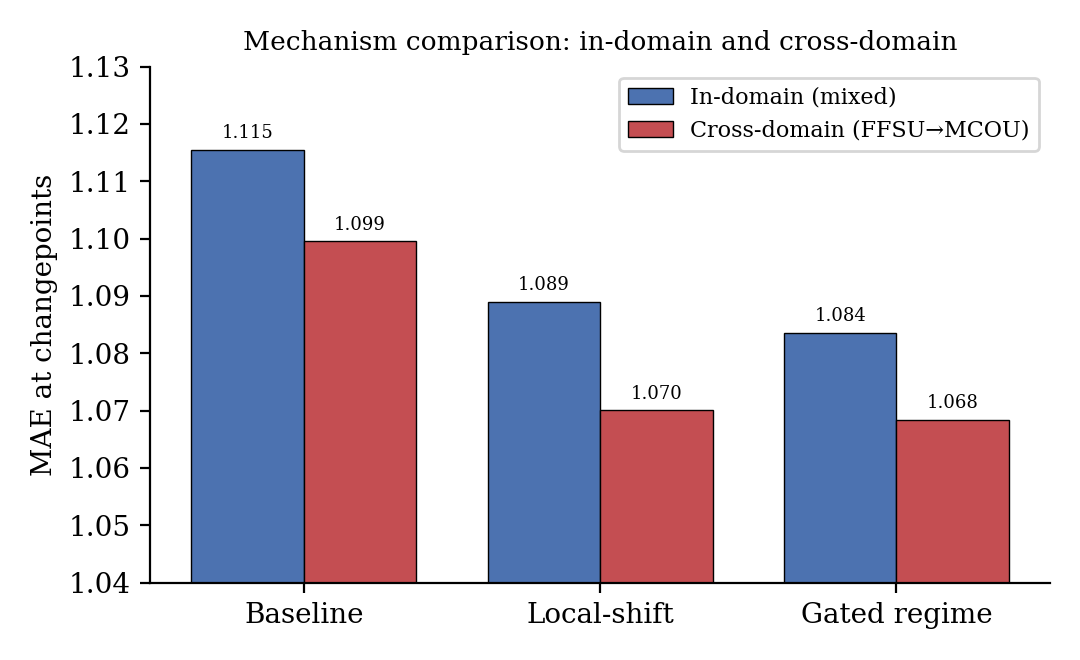 Mechanism comparison: in-domain and cross-domain
MAE at changepoints
1.13
1.12
1.11
1.10
1.09
1.08
1.07
1.06
1.05
1.04
In-domain (mixed)
Cross-domain (FFSU→MCOU)
1.115
1.099
1.089
1.070
1.084
1.068
Baseline
Local-shift
Gated regime